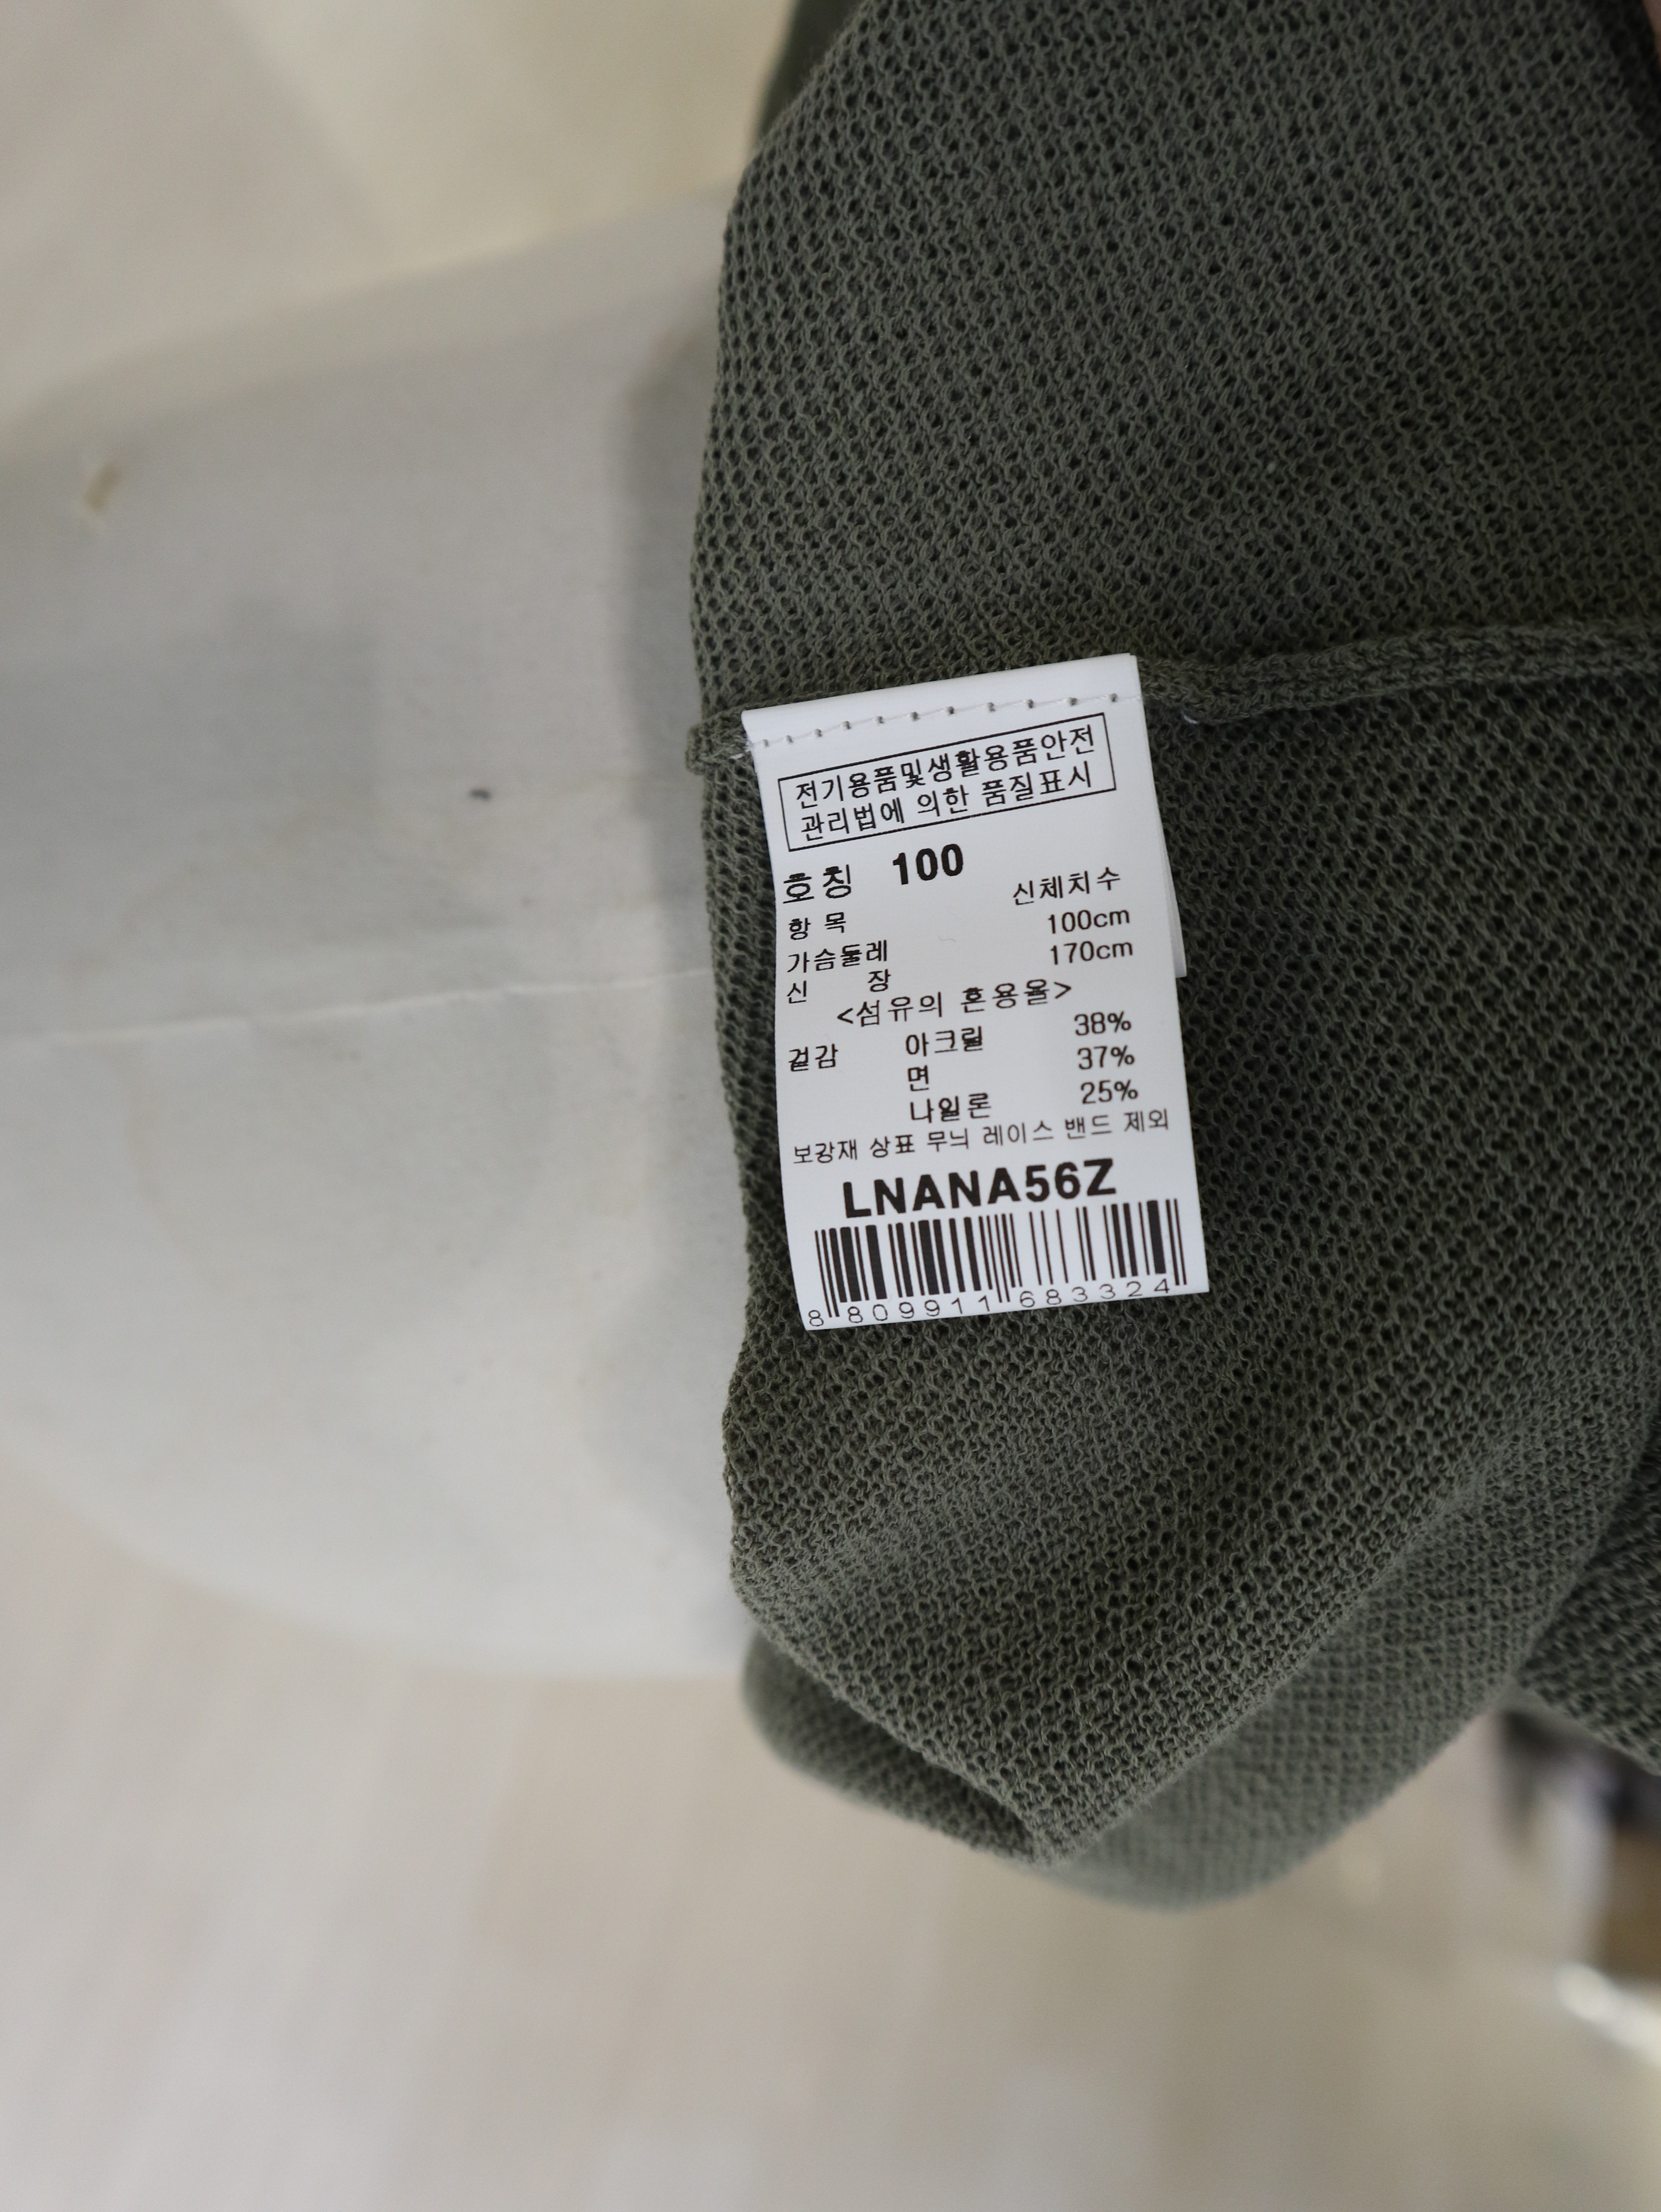 전기용품및생활용품안전
관리법에 의한 품질표시
호칭 100
항 목 신체치수
가슴둘레 100cm
신 장 170cm
<섬유의 혼용율>
겉감 아크릴 38%
면 37%
나일론 25%
보강재 상표 무늬 레이스 밴드 제외
LNANA56Z
8 809911 683324